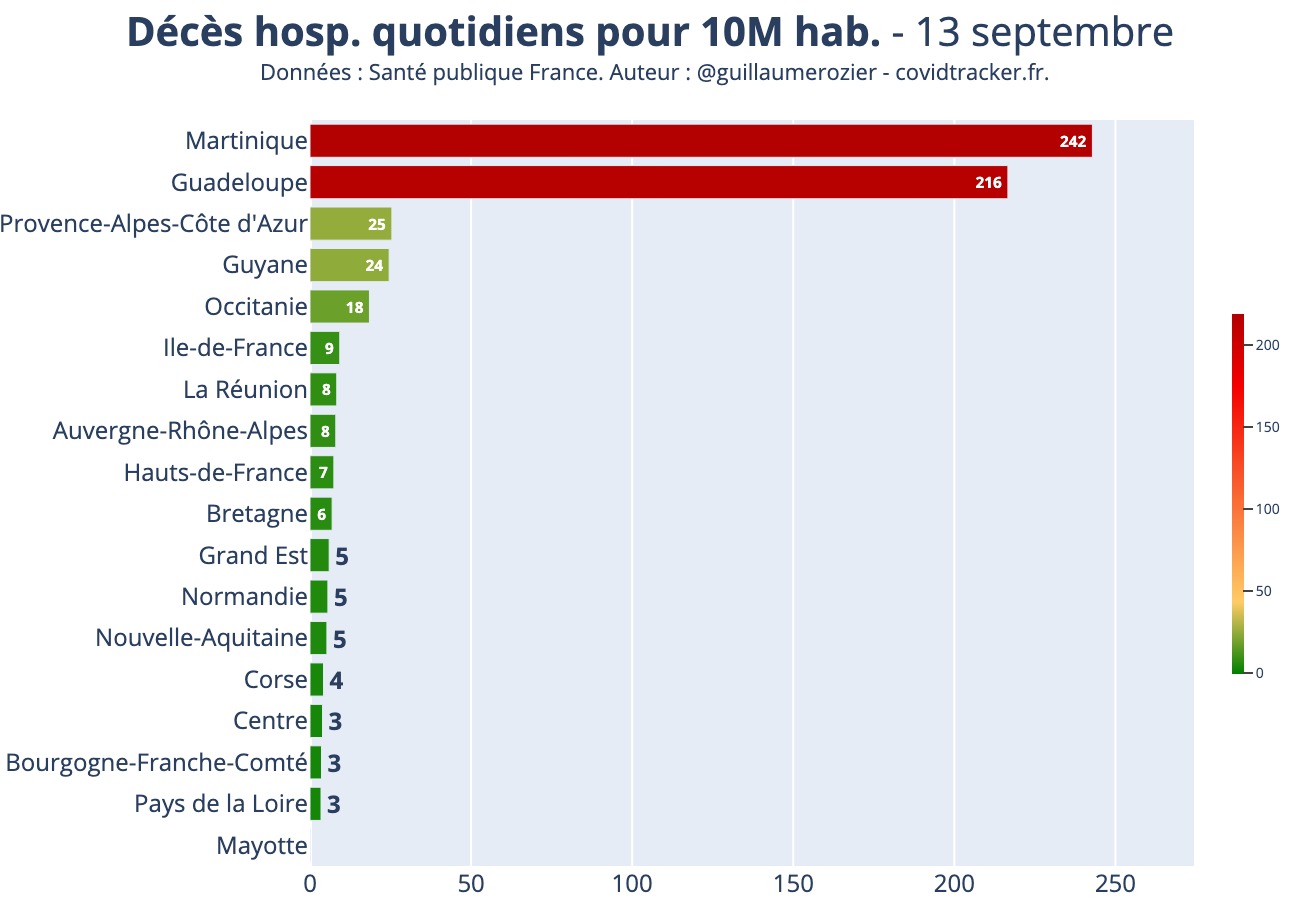 Décès hosp. quotidiens pour 10M hab. - 13 septembre
Données : Santé publique France. Auteur : @guillaumerozier - covidtracker.fr.
Martinique 242
Guadeloupe 216
Provence-Alpes-Côte d'Azur 25
Guyane 24
Occitanie 18
Ile-de-France 9
La Réunion 8
Auvergne-Rhône-Alpes 8
Hauts-de-France 7
Bretagne 6
Grand Est 5
Normandie 5
Nouvelle-Aquitaine 5
Corse 4
Centre 3
Bourgogne-Franche-Comté 3
Pays de la Loire 3
Mayotte
0 50 100 150 200 250
200
150
100
50
0